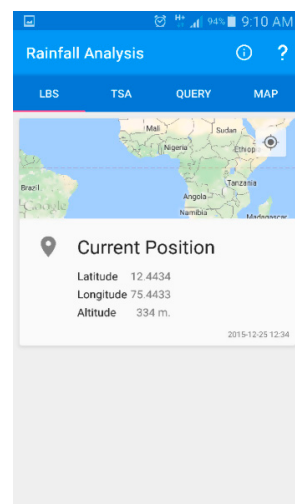 H+ 94% 9:10 AM
Rainfall Analysis ?
LBS TSA QUERY MAP
Mali
Sudan
Nigeria
Ethiop
Brazil
Tanzania
Angola
Namibia
Madagascar
Current Position
Latitude 12.4434
Longitude 75.4433
Altitude 334 m.
2015-12-25 12:34